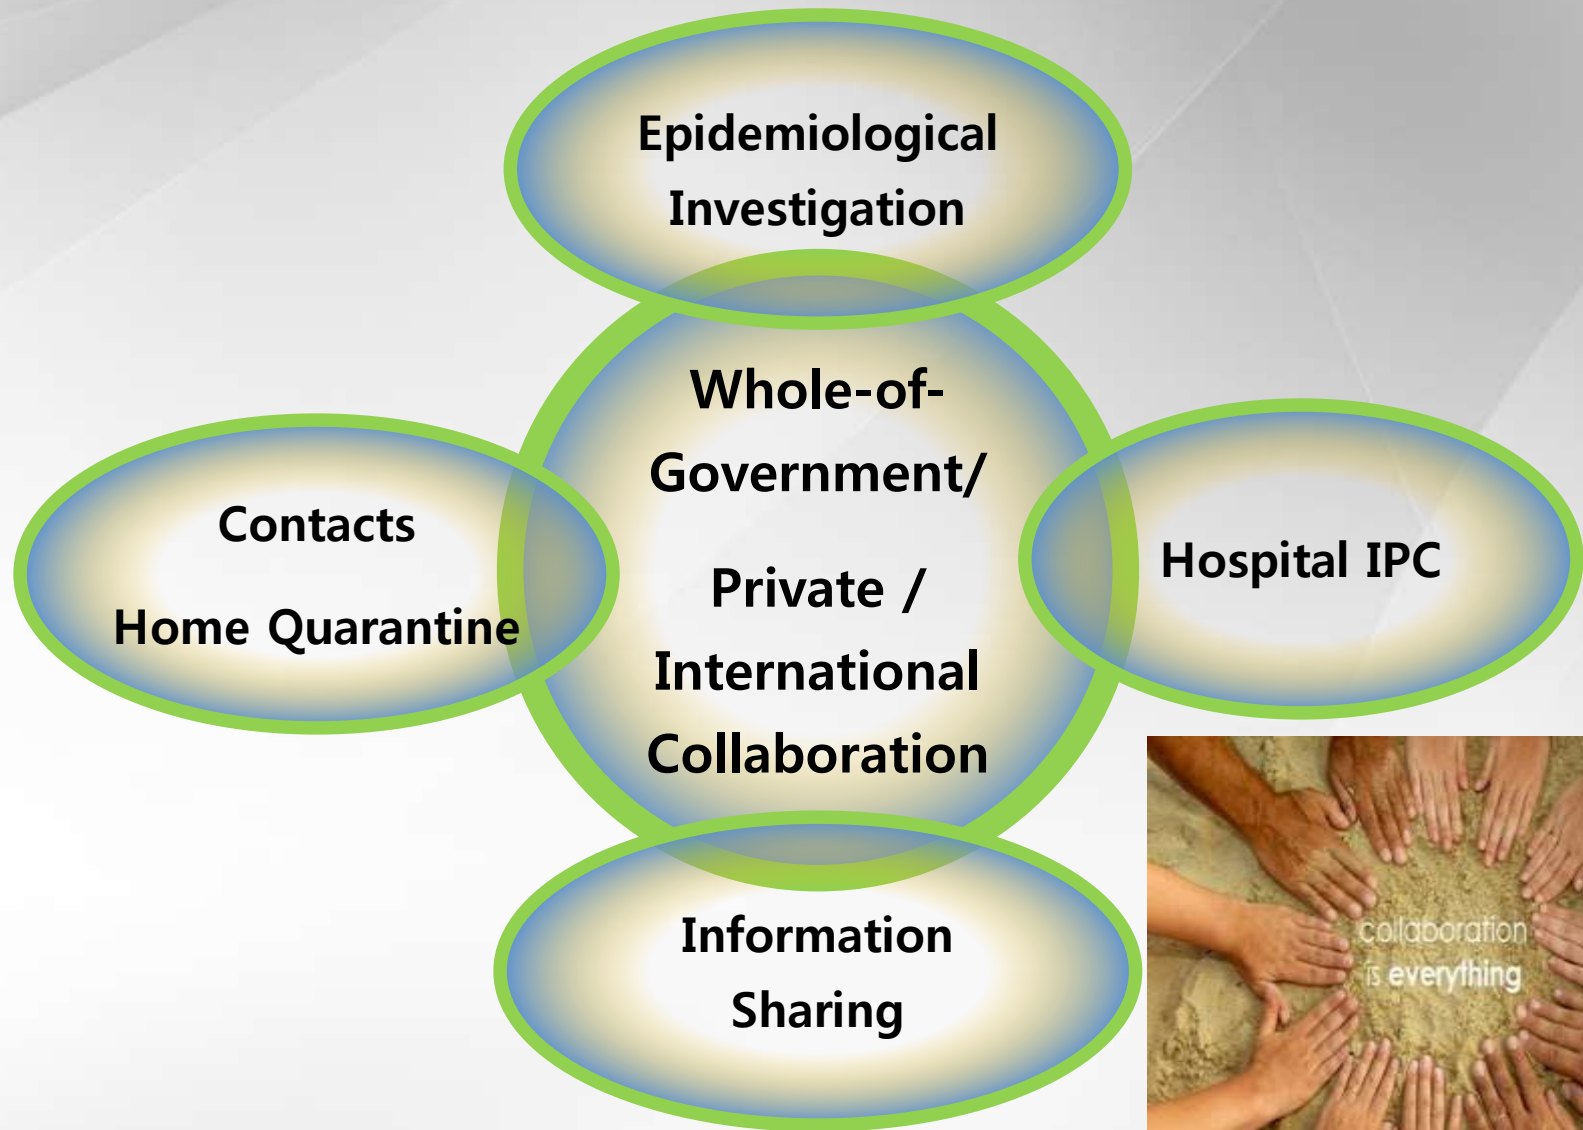 Epidemiological
Investigation
Whole-of-
Government/
Private /
International
Collaboration
Contacts
Home Quarantine
Hospital IPC
Information
Sharing
collaboration
is everything